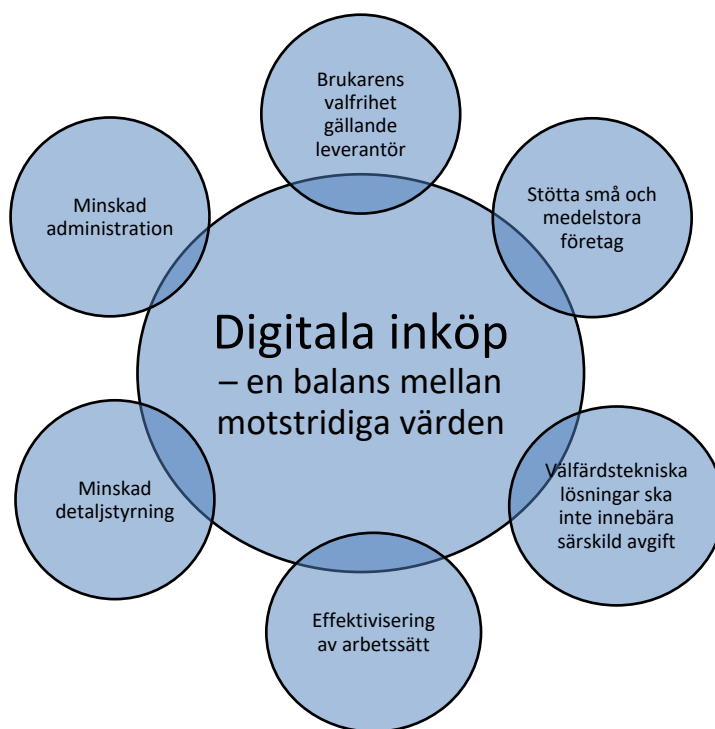 Brukarens
valfrihet
gällande
leverantör
Minskad
administration
Stötta små och
medelstora
företag
Digitala inköp
– en balans mellan
motstridiga värden
Minskad
detaljstyrning
Välfärdstekniska
lösningar ska
inte innebära
särskild avgift
Effektivisering
av arbetssätt